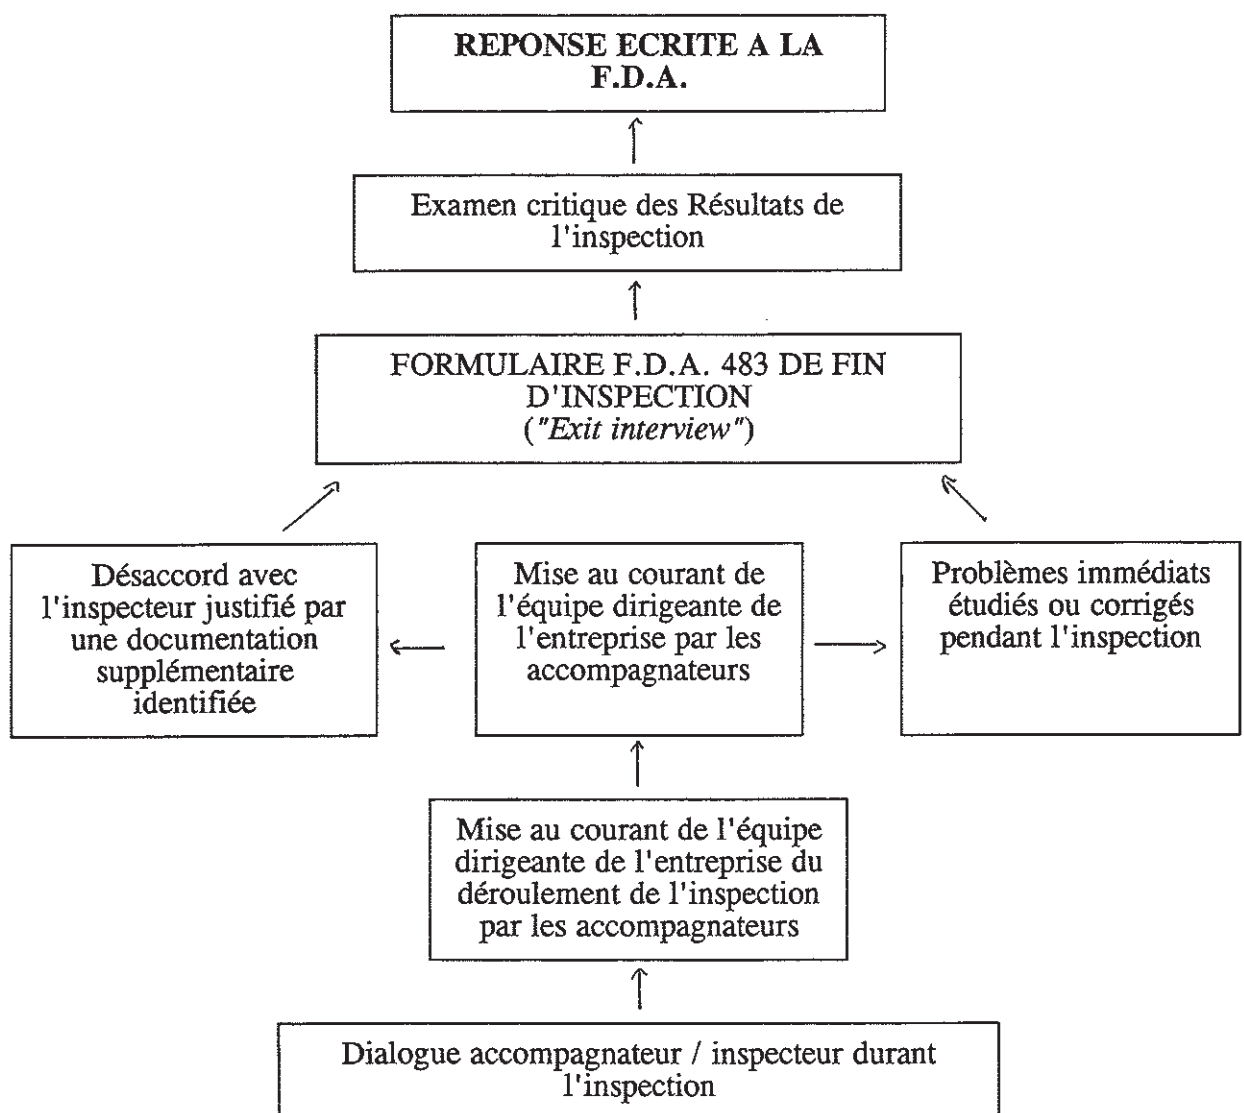 REPONSE ECRITE A LA
F.D.A.
Examen critique des Résultats de
l'inspection
FORMULAIRE F.D.A. 483 DE FIN
D'INSPECTION
("Exit interview")
Désaccord avec
l'inspecteur justifié par
une documentation
supplémentaire
identifiée
Mise au courant de
l'équipe dirigeante de
l'entreprise par les
accompagnateurs
Problèmes immédiats
étudiés ou corrigés
pendant l'inspection
Mise au courant de l'équipe
dirigeante de l'entreprise du
déroulement de l'inspection
par les accompagnateurs
Dialogue accompagnateur / inspecteur durant
l'inspection